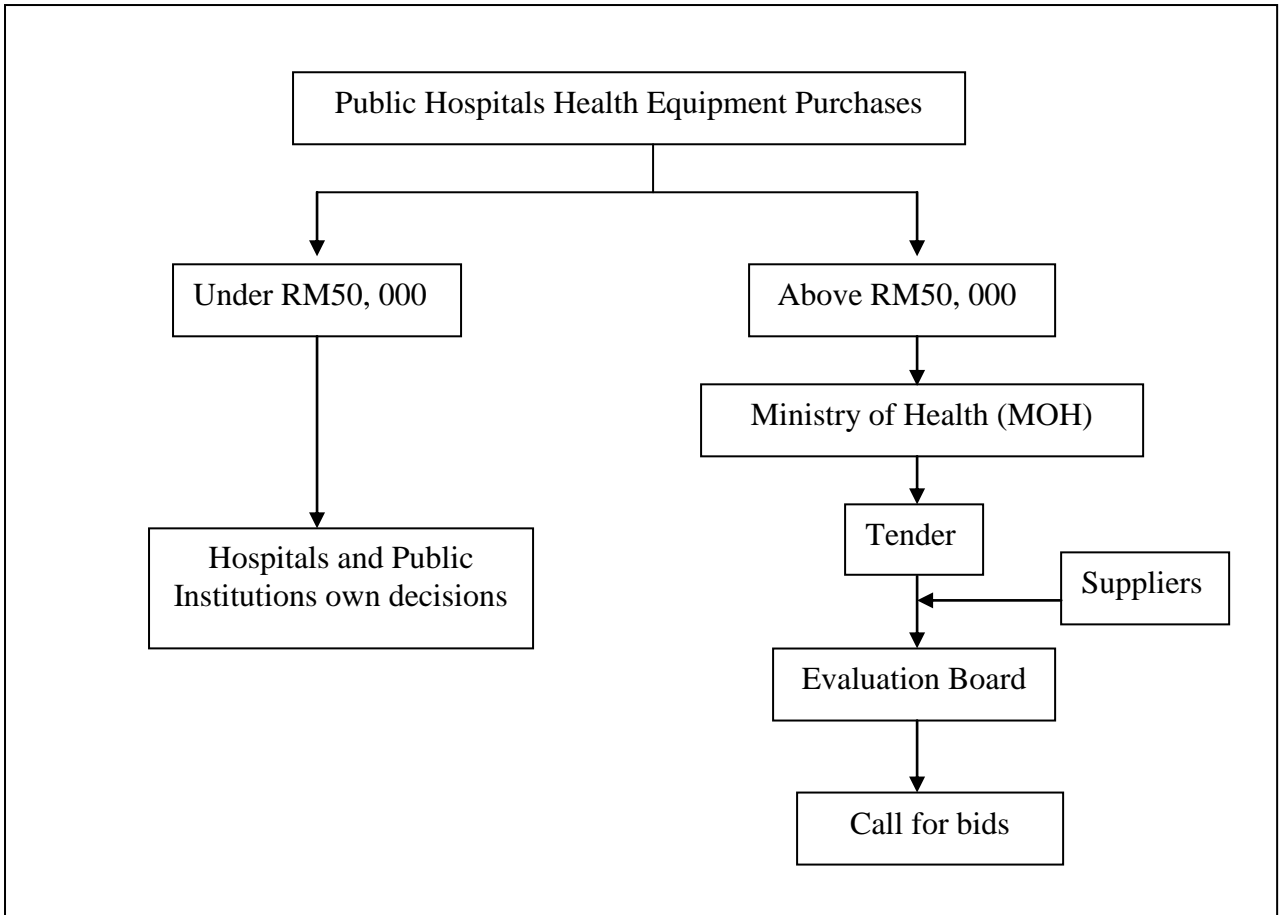 Public Hospitals Health Equipment Purchases
Under RM50, 000
Above RM50, 000
Ministry of Health (MOH)
Tender
Suppliers
Hospitals and Public
Institutions own decisions
Evaluation Board
Call for bids